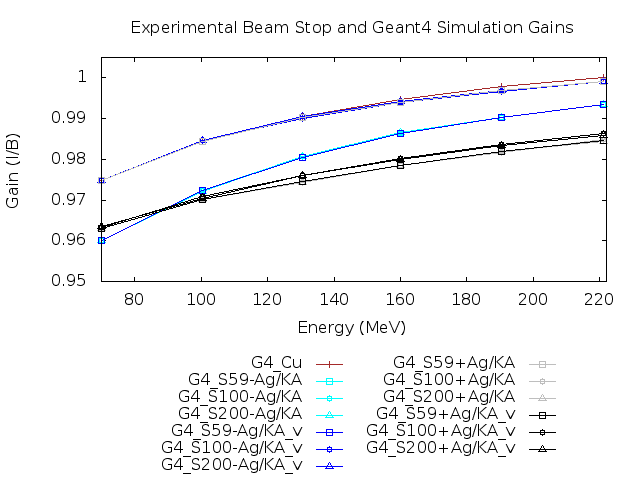 Experimental Beam Stop and Geant4 Simulation Gains
1
0.99
0.98
0.97
0.96
0.95
Gain (I/B)
80 100 120 140 160 180 200 220
Energy (MeV)
G4_Cu
G4_S59-Ag/KA
G4_S100-Ag/KA
G4_S200-Ag/KA
G4_S59-Ag/KA_v
G4_S100-Ag/KA_v
G4_S200-Ag/KA_v
G4_S59+Ag/KA
G4_S100+Ag/KA
G4_S200+Ag/KA
G4_S59+Ag/KA_v
G4_S100+Ag/KA_v
G4_S200+Ag/KA_v